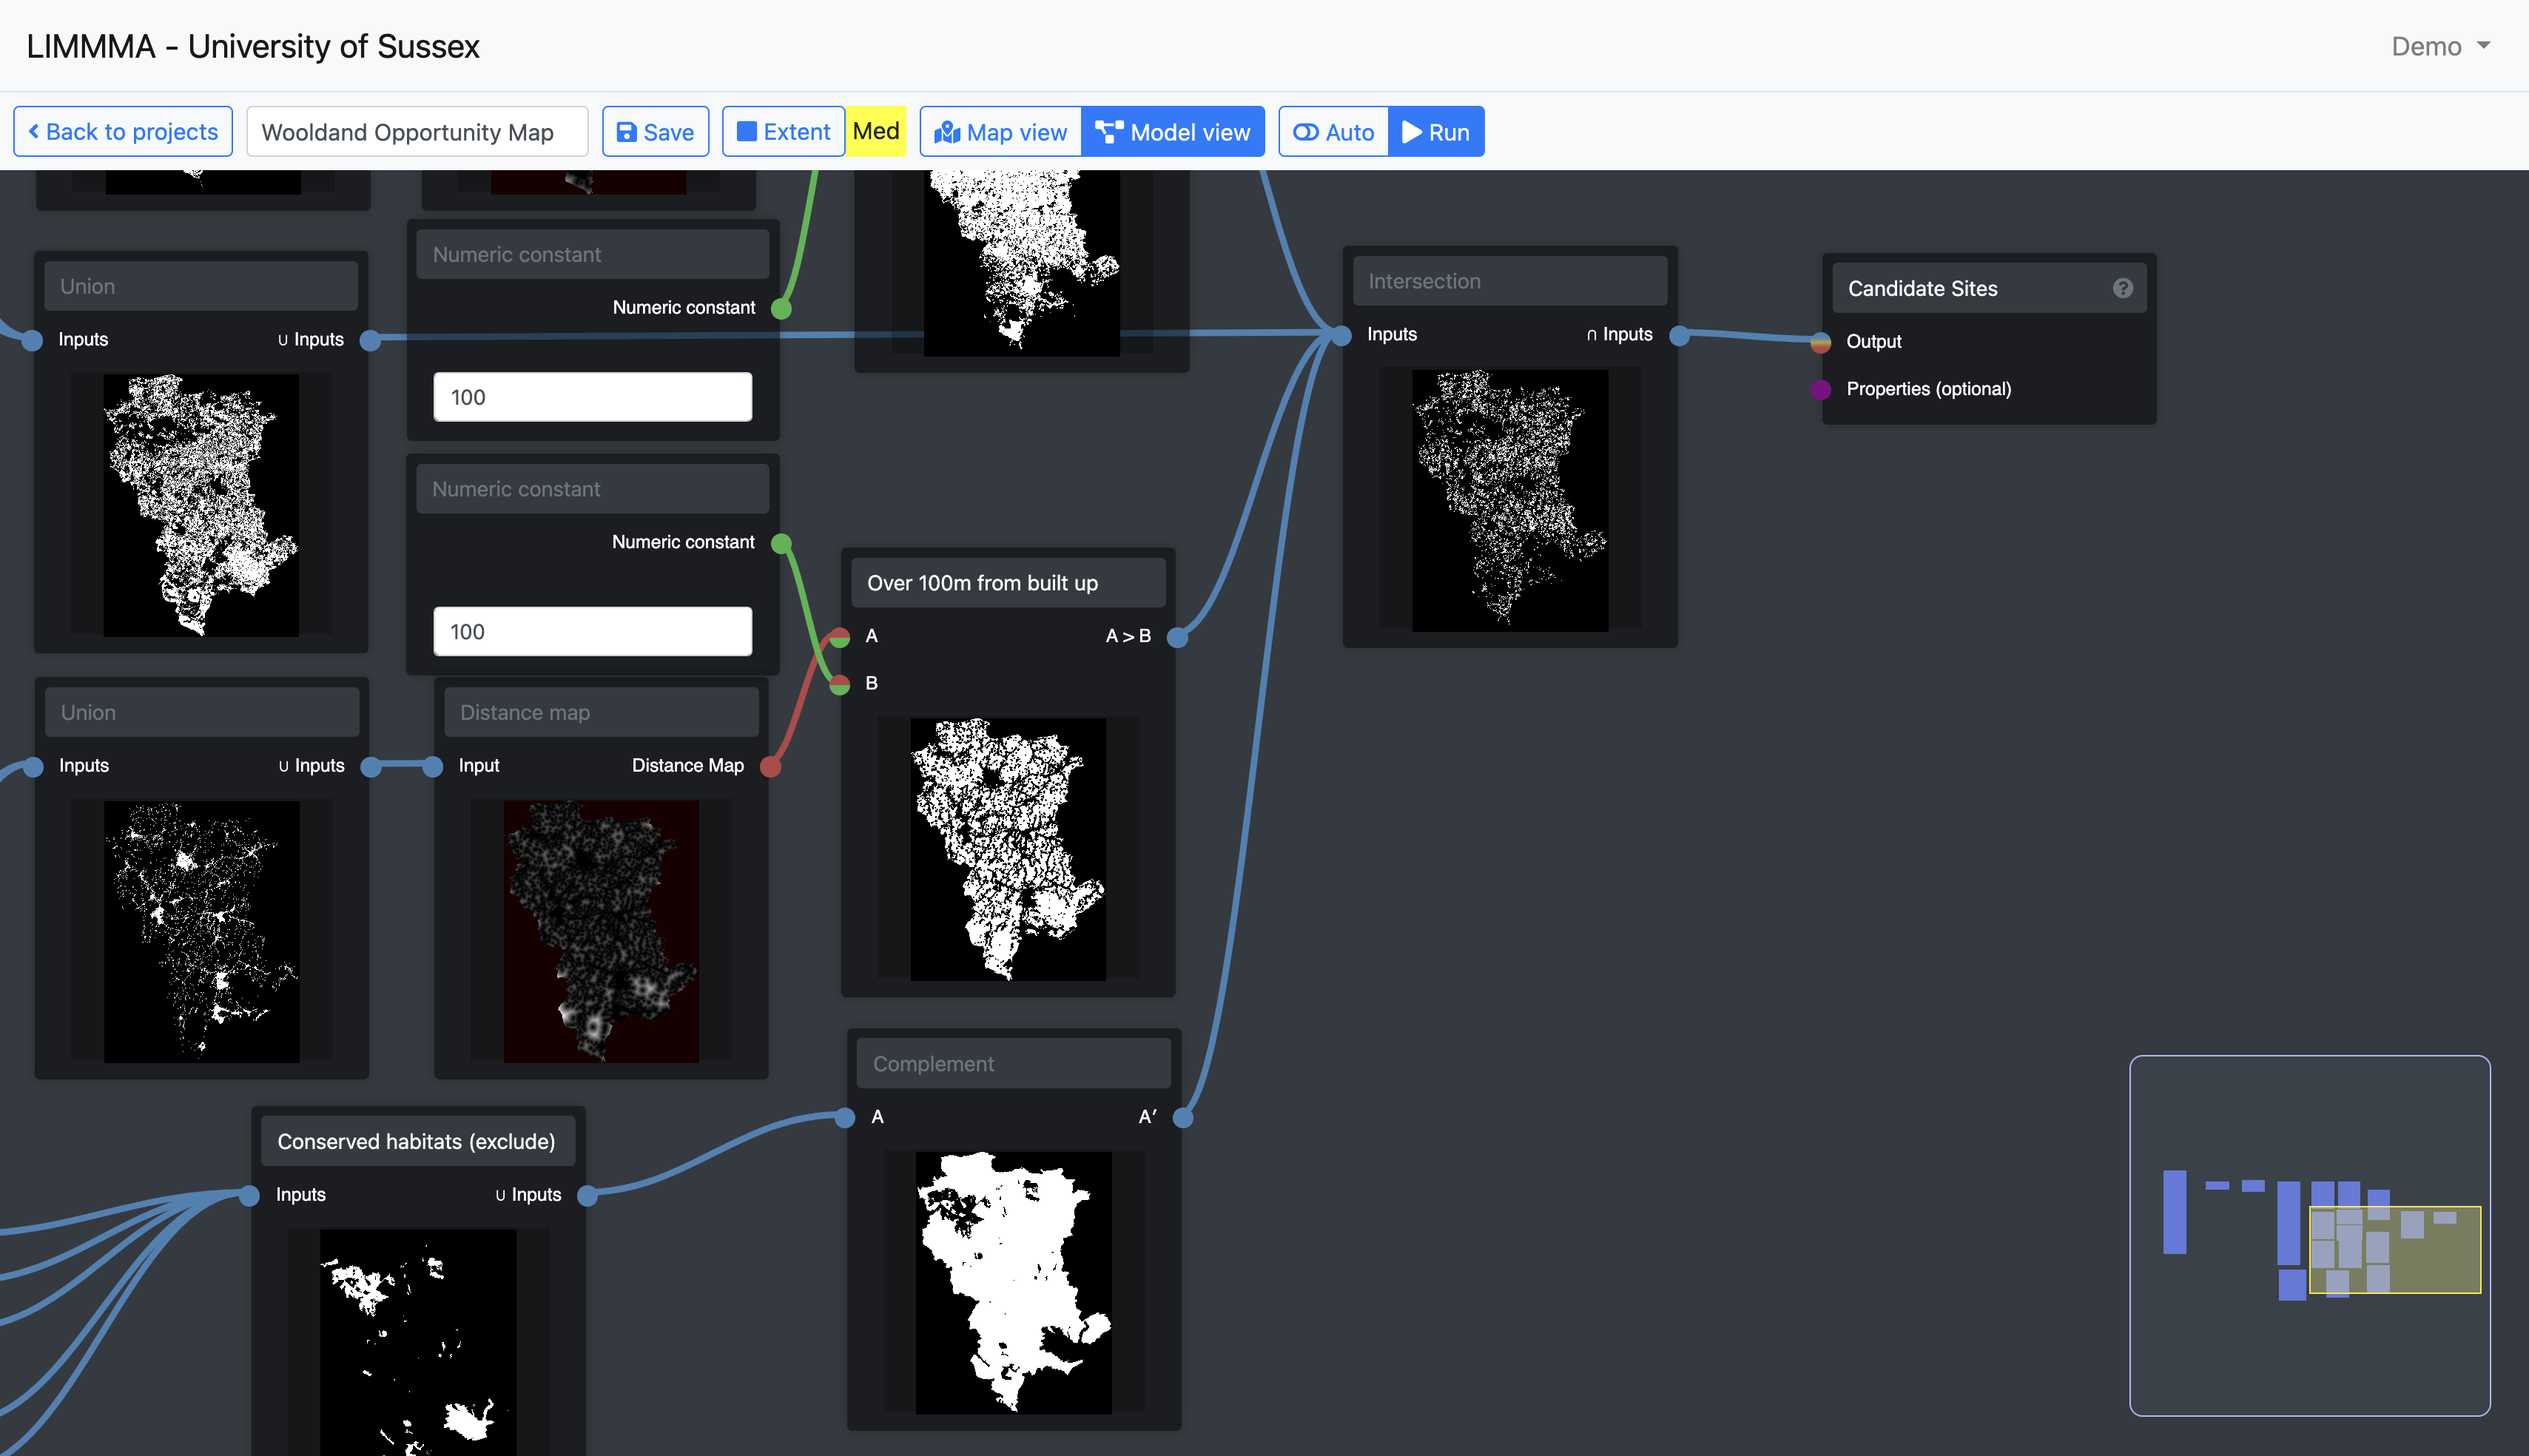 LIMMMA - University of Sussex
Demo
Back to projects
Wooldand Opportunity Map
Save
Extent
Med
Map view
Model view
Auto
Run
Union
Inputs
∪ Inputs
Numeric constant
Numeric constant
100
Numeric constant
Numeric constant
100
Intersection
Inputs
∩ Inputs
Candidate Sites
?
Output
Properties (optional)
Over 100m from built up
A
A > B
B
Union
Inputs
∪ Inputs
Distance map
Input
Distance Map
Complement
A
A′
Conserved habitats (exclude)
Inputs
∪ Inputs